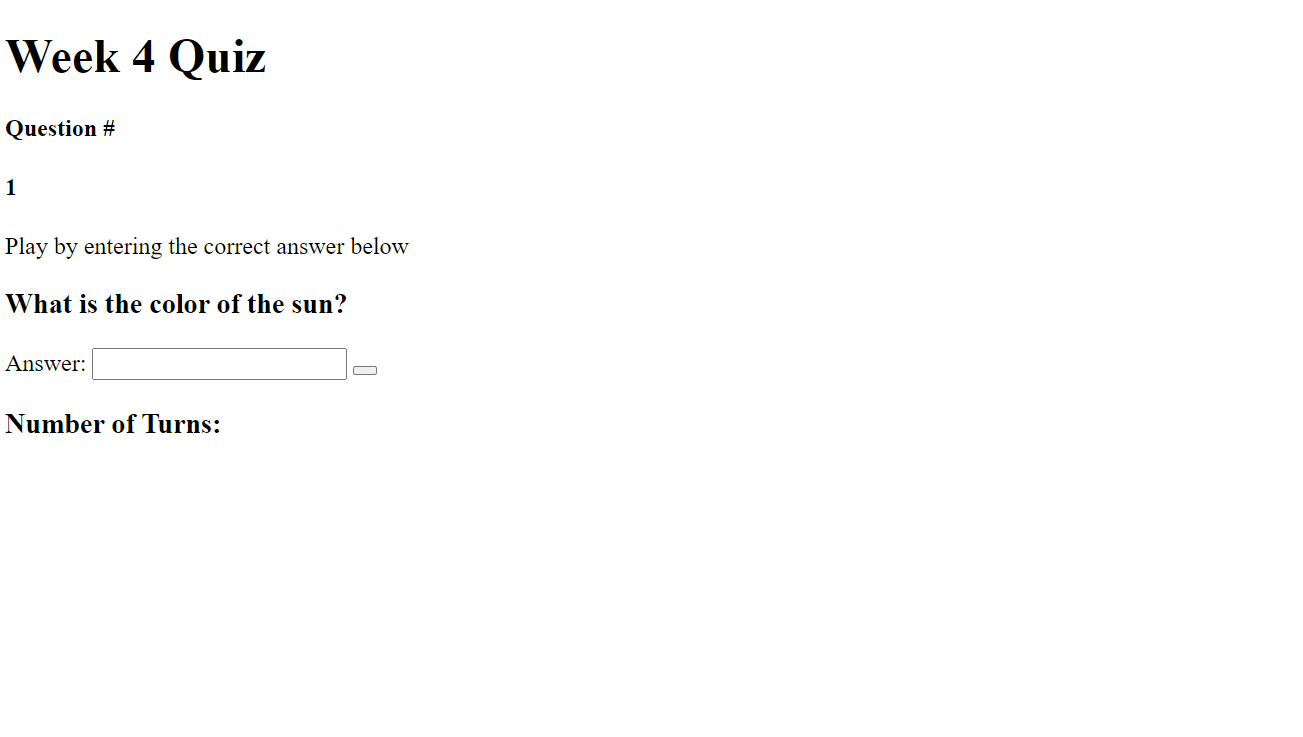 Week 4 Quiz
Question #
1
Play by entering the correct answer below
What is the color of the sun?
Answer:
Number of Turns: